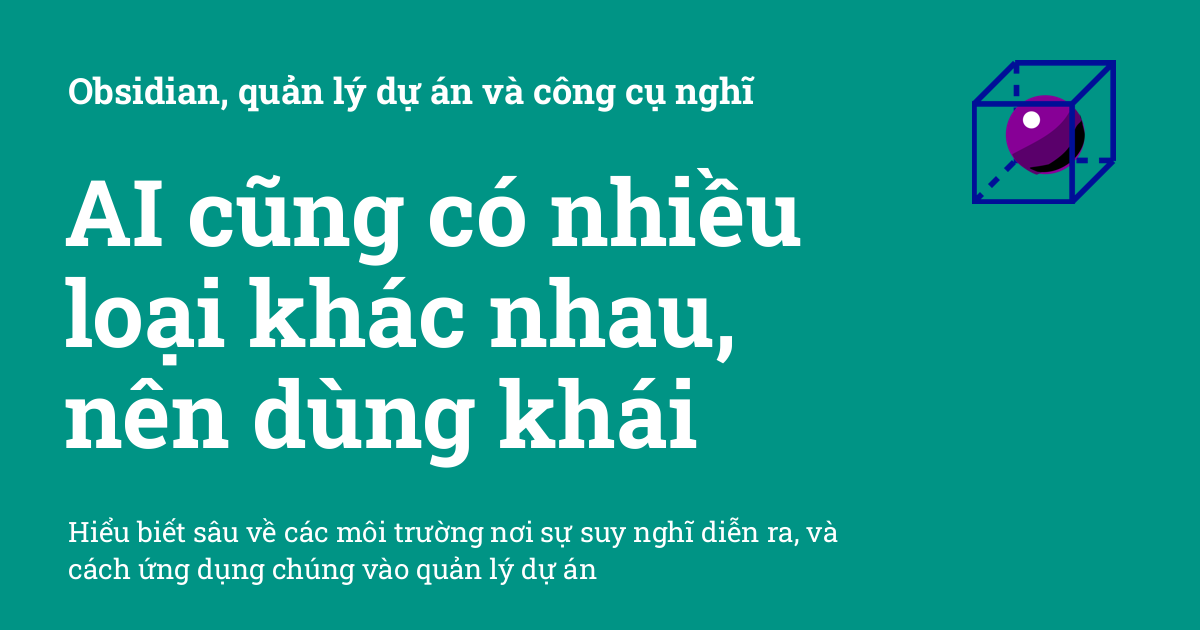 Obsidian, quản lý dự án và công cụ nghĩ
AI cũng có nhiều
loại khác nhau,
nên dùng khái
Hiểu biết sâu về các môi trường nơi sự suy nghĩ diễn ra, và
cách ứng dụng chúng vào quản lý dự án